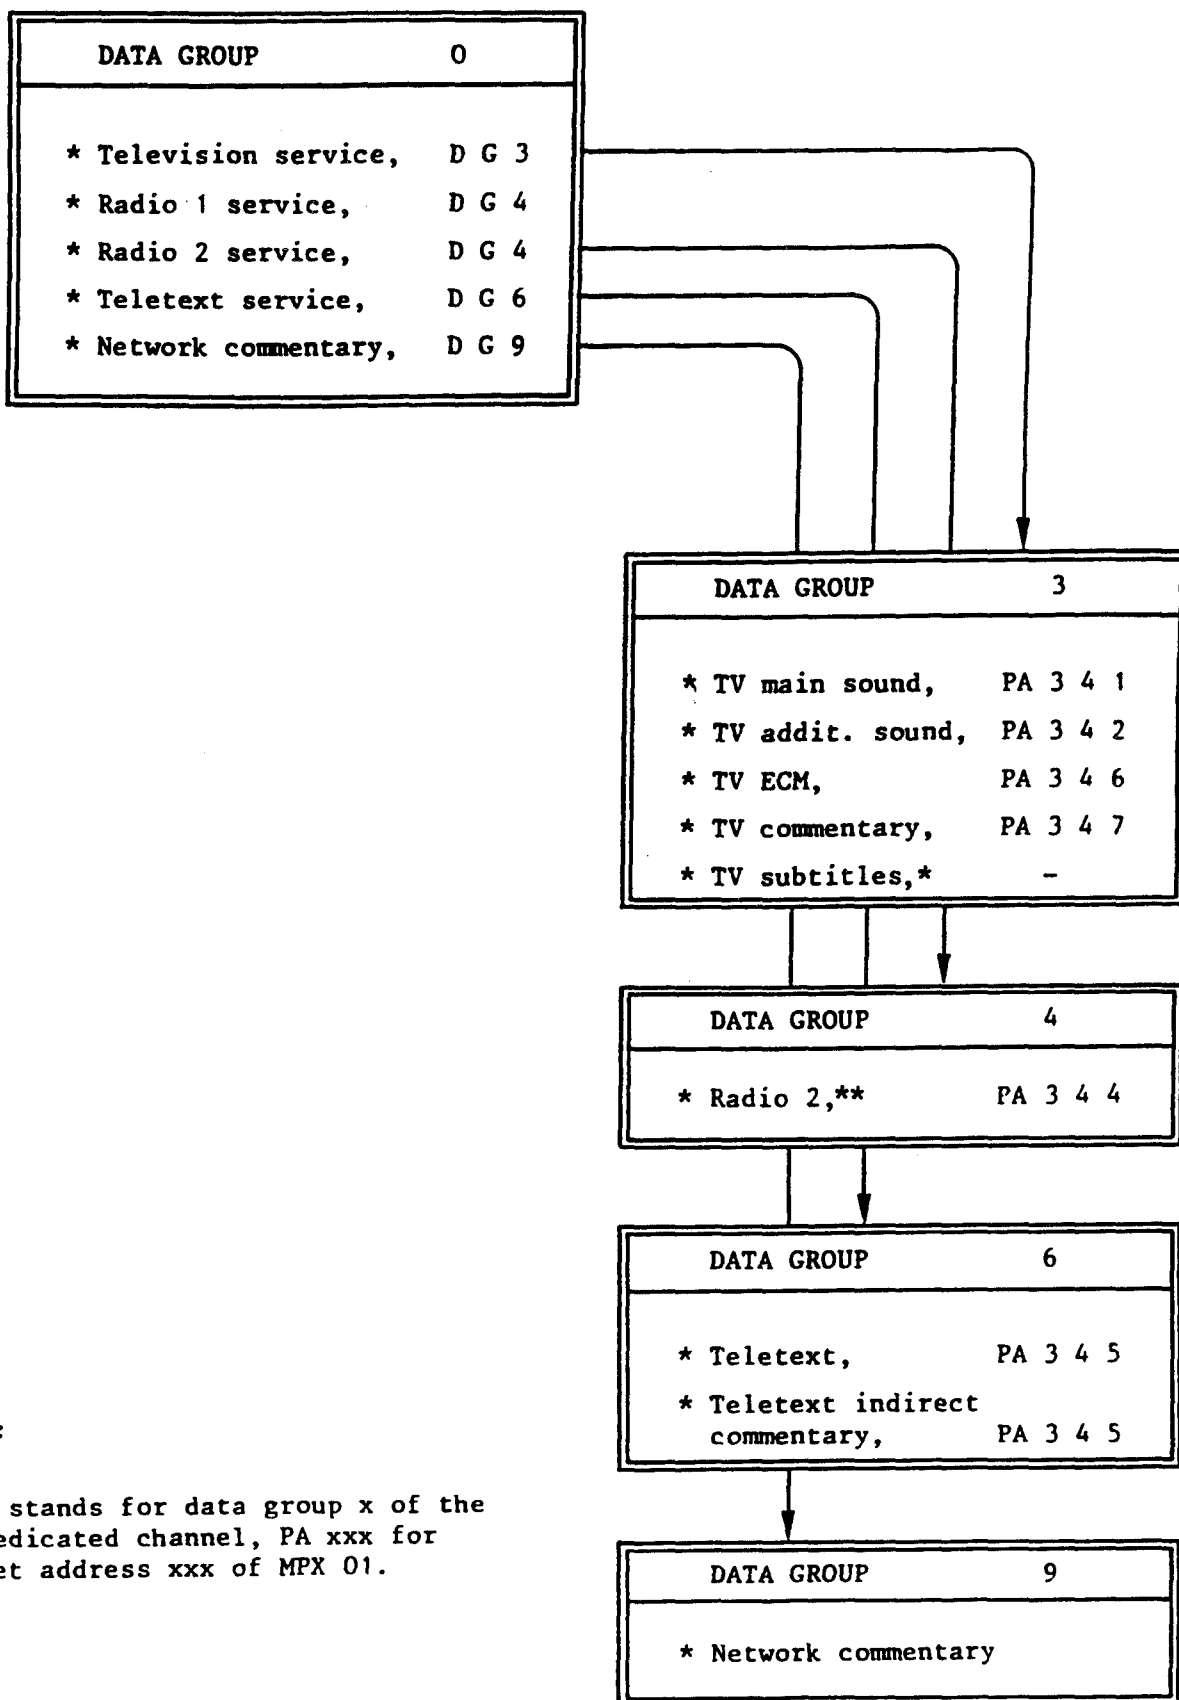 DATA GROUP 0
* Television service, D G 3
* Radio 1 service, D G 4
* Radio 2 service, D G 4
* Teletext service, D G 6
* Network commentary, D G 9
DATA GROUP 3
* TV main sound, PA 3 4 1
* TV addit. sound, PA 3 4 2
* TV ECM, PA 3 4 6
* TV commentary, PA 3 4 7
* TV subtitles,* -
DATA GROUP 4
* Radio 2,** PA 3 4 4
DATA GROUP 6
* Teletext, PA 3 4 5
* Teletext indirect
commentary, PA 3 4 5
stands for data group x of the
edicated channel, PA xxx for
et address xxx of MPX 01.
DATA GROUP 9
* Network commentary